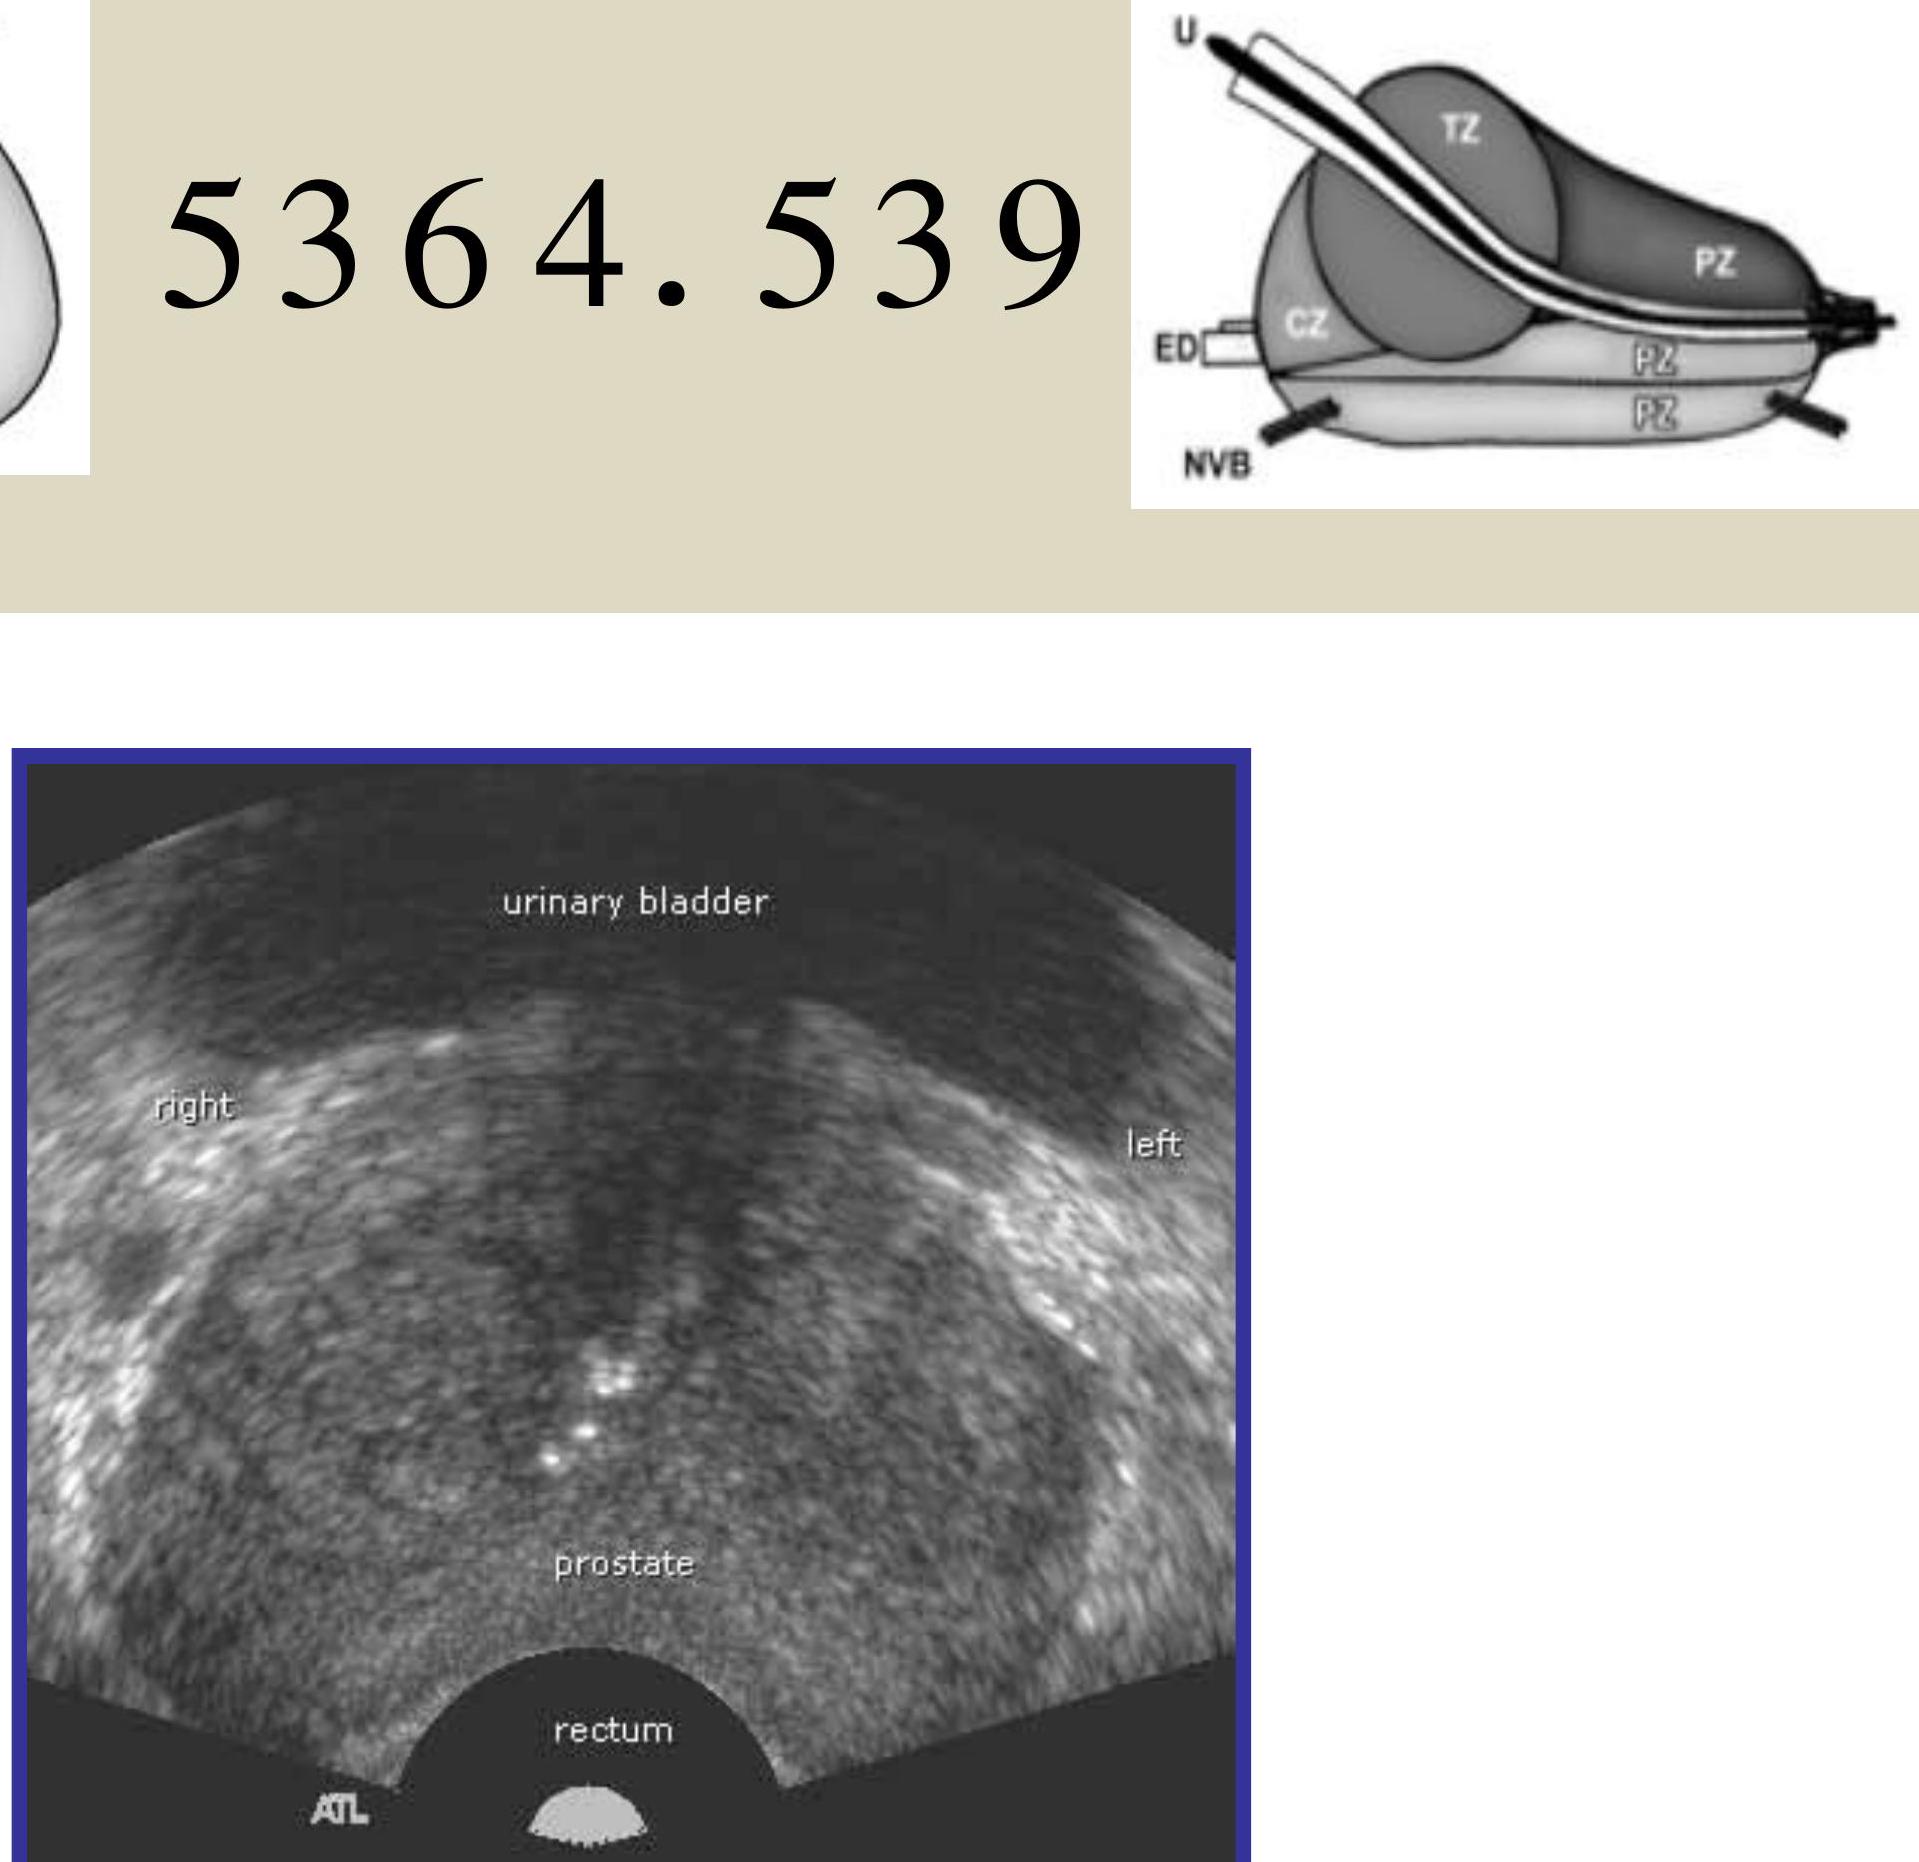 5364.539
U
TZ
PZ
CZ
ED
PZ
PZ
NVB
urinary bladder
right
left
prostate
rectum
ATL